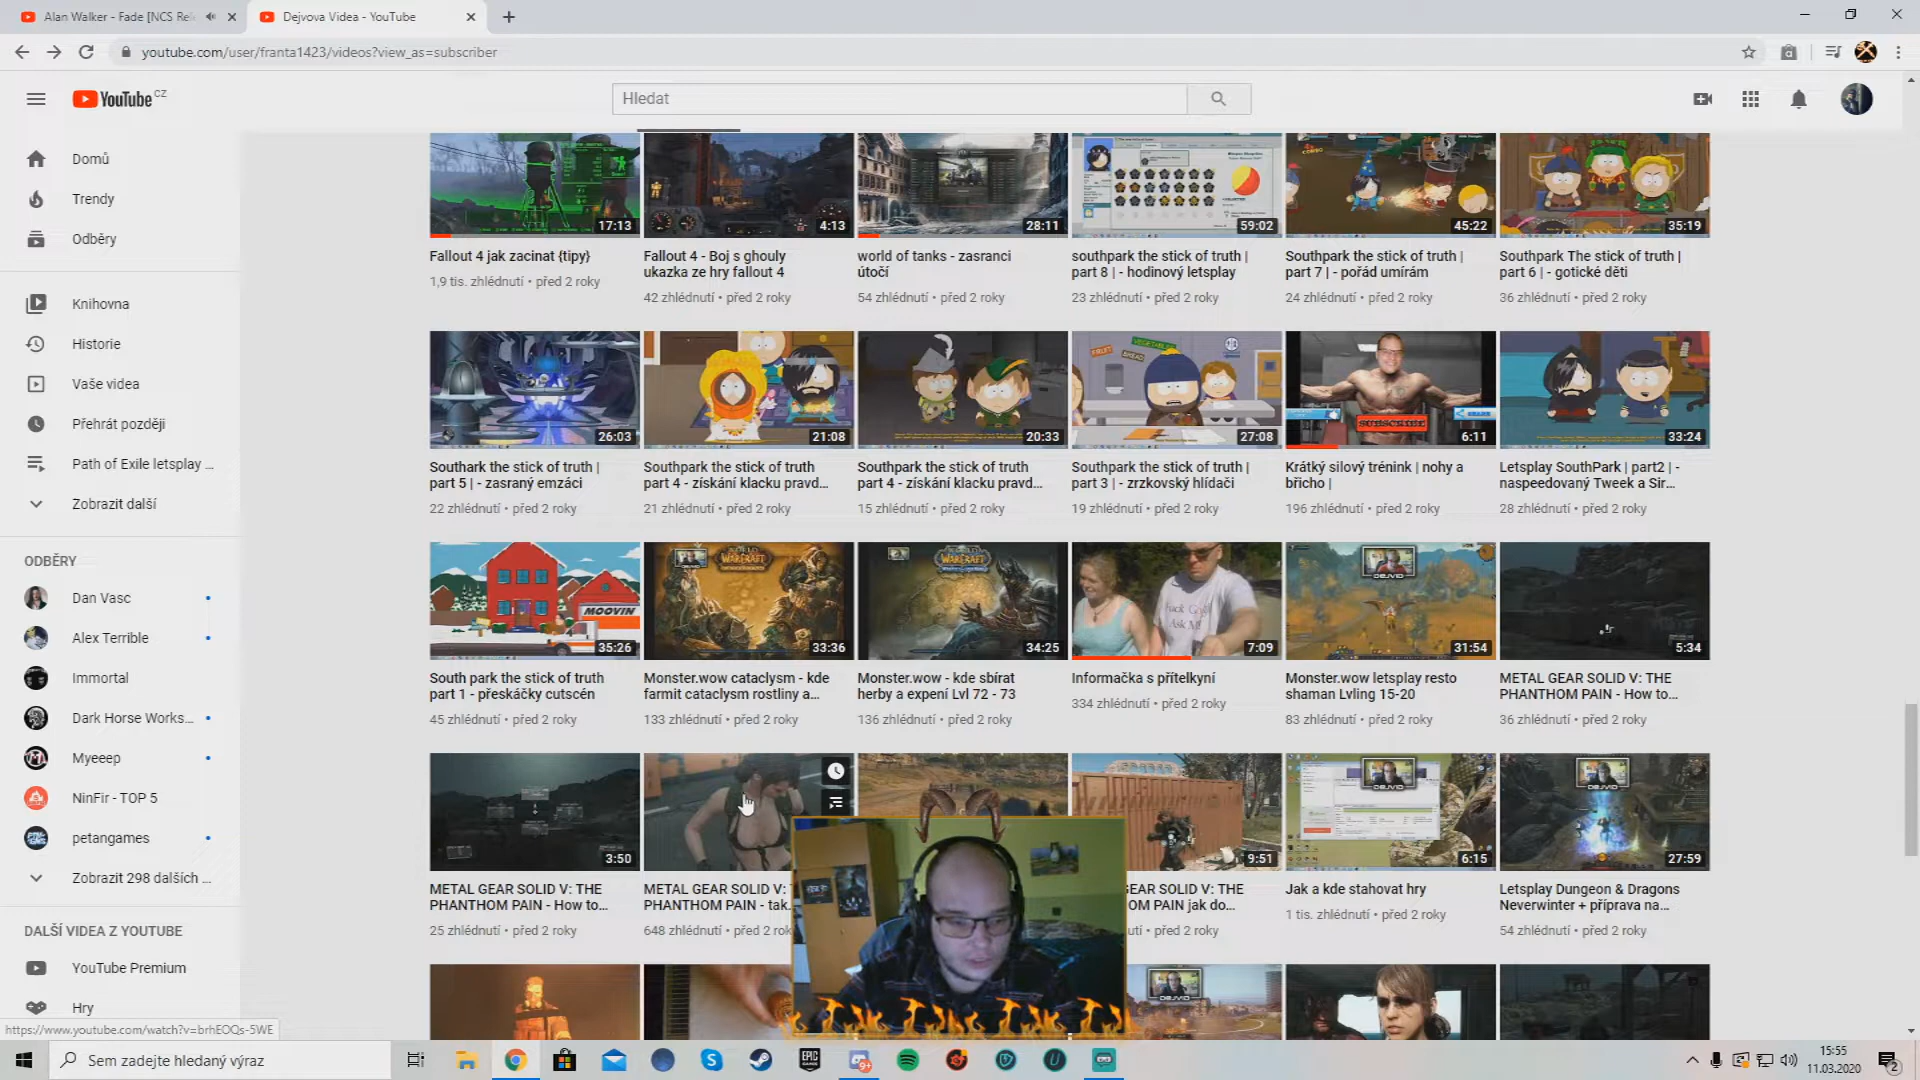 Alan Walker - Fade [NCS Rele
Dejvova Videa - YouTube
youtube.com/user/franta1423/videos?view_as=subscriber
YouTube CZ
Hledat
Domů
Trendy
Odběry
Knihovna
Historie
Vaše videa
Přehrát později
Path of Exile letsplay ...
Zobrazit další
ODBĚRY
Dan Vasc
Alex Terrible
Immortal
Dark Horse Works...
Myeeep
NinFir - TOP 5
petangames
Zobrazit 298 dalších ...
DALŠÍ VIDEA Z YOUTUBE
YouTube Premium
Hry
17:13
4:13
28:11
59:02
45:22
35:19
Fallout 4 jak zacinat {tipy}
1,9 tis. zhlédnutí • před 2 roky
Fallout 4 - Boj s ghouly
ukazka ze hry fallout 4
42 zhlédnutí • před 2 roky
world of tanks - zasranci
útočí
54 zhlédnutí • před 2 roky
southpark the stick of truth |
part 8 | - hodinový letsplay
23 zhlédnutí • před 2 roky
Southpark the stick of truth |
part 7 | - pořád umírám
24 zhlédnutí • před 2 roky
Southpark The stick of truth |
part 6 | - gotické děti
36 zhlédnutí • před 2 roky
26:03
21:08
20:33
27:08
SUBSCRIBE
SHARE
6:11
33:24
Southark the stick of truth |
part 5 | - zasraný emzáci
22 zhlédnutí • před 2 roky
Southpark the stick of truth
part 4 - získání klacku pravd...
21 zhlédnutí • před 2 roky
Southpark the stick of truth
part 4 - získání klacku pravd...
15 zhlédnutí • před 2 roky
Southpark the stick of truth |
part 3 | - zrzkovský hlídači
19 zhlédnutí • před 2 roky
Krátký silový trénink | nohy a
břicho |
196 zhlédnutí • před 2 roky
Letsplay SouthPark | part2 | -
naspeedovaný Tweek a Sir...
28 zhlédnutí • před 2 roky
MOOVIN
35:26
WARCRAFT
33:36
WARCRAFT
34:25
7:09
DEJVID
31:54
5:34
South park the stick of truth
part 1 - přeskáčky cutscén
45 zhlédnutí • před 2 roky
Monster.wow cataclysm - kde
farmit cataclysm rostliny a...
133 zhlédnutí • před 2 roky
Monster.wow - kde sbírat
herby a expení Lvl 72 - 73
136 zhlédnutí • před 2 roky
Informačka s přítelkyní
334 zhlédnutí • před 2 roky
Monster.wow letsplay resto
shaman Lvling 15-20
83 zhlédnutí • před 2 roky
METAL GEAR SOLID V: THE
PHANTHOM PAIN - How to...
36 zhlédnutí • před 2 roky
3:50
9:51
DEJVID
6:15
DEJVID
27:59
METAL GEAR SOLID V: THE
PHANTHOM PAIN - How to...
25 zhlédnutí • před 2 roky
METAL GEAR SOLID V:
PHANTHOM PAIN - tak.
648 zhlédnutí • před 2 rok
EAR SOLID V: THE
OM PAIN jak do...
utí • před 2 roky
Jak a kde stahovat hry
1 tis. zhlédnutí • před 2 roky
Letsplay Dungeon & Dragons
Neverwinter + příprava na...
54 zhlédnutí • před 2 roky
DEJVID
https://www.youtube.com/watch?v=brhEOQs-5WE
Sem zadejte hledaný výraz
EPIC GAMES
9+
15:55
11.03.2020
2